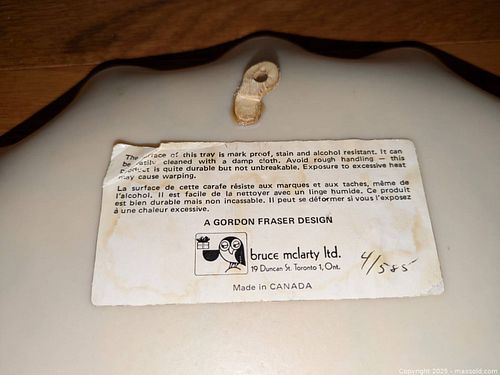 The surface of this tray is mark proof, stain and alcohol resistant. It can
be easily cleaned with a damp cloth. Avoid rough handling — this
product is quite durable but not unbreakable. Exposure to excessive heat
may cause warping.
La surface de cette carafe résiste aux marques et aux taches, même de
l'alcohol. Il est facile de la nettoyer avec un linge humide. Ce produit
est bien durable mais non incassable. Il peut se déformer si vous l'exposez
à une chaleur excessive.
A GORDON FRASER DESIGN
bruce mclarty ltd.
19 Duncan St. Toronto 1, Ont.
4/585
Made in CANADA
Copyright 2025 - maxsold.com